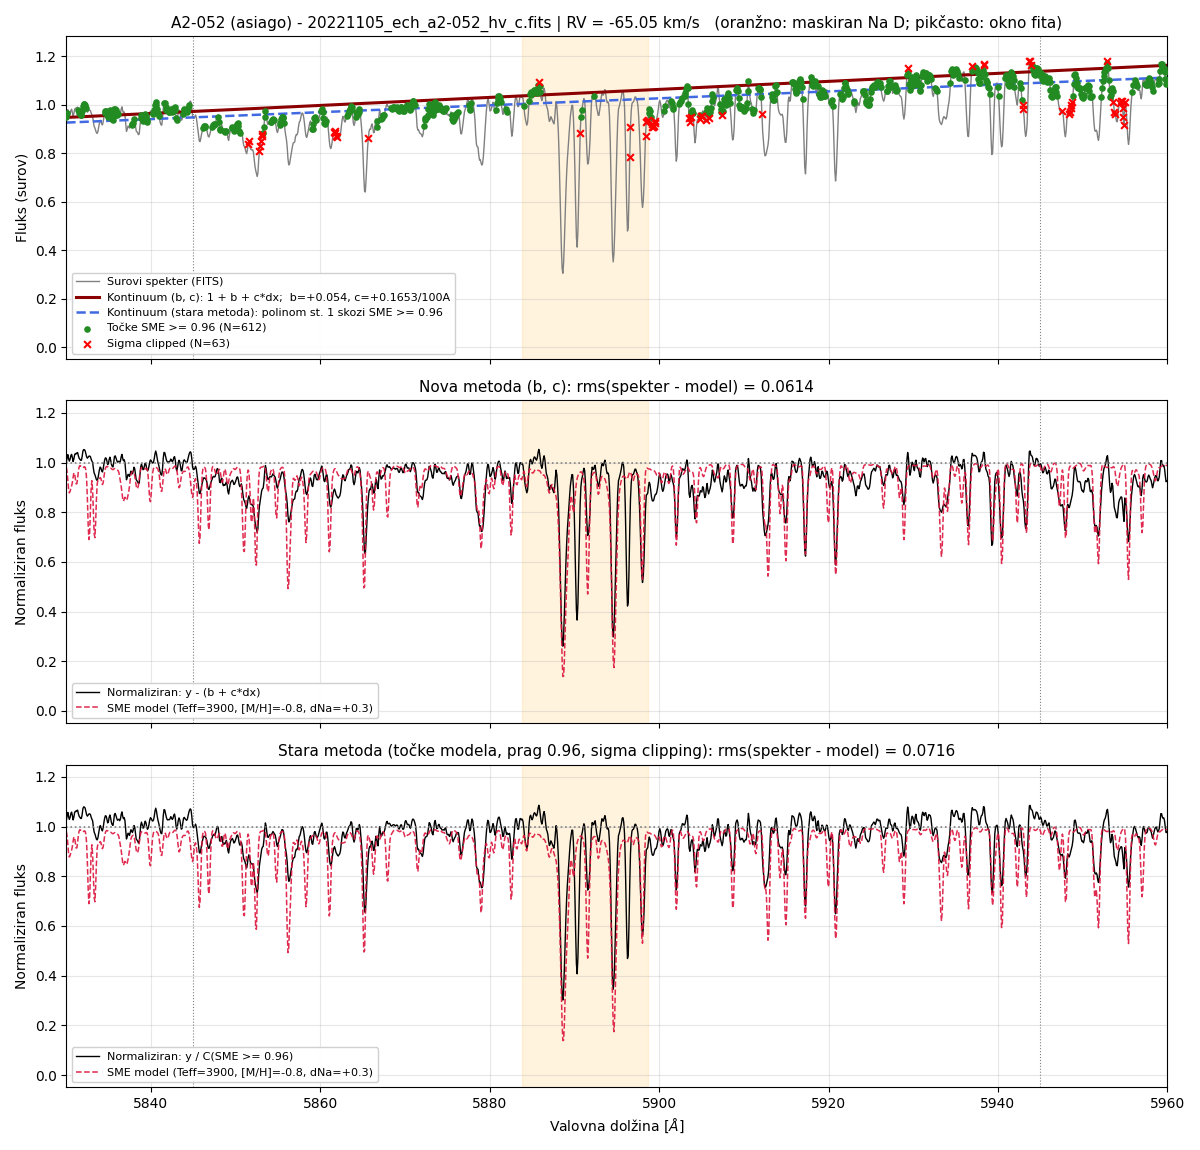 A2-052 (asiago) - 20221105_ech_a2-052_hv_c.fits | RV = -65.05 km/s   (oranžno: maskiran Na D; pikčasto: okno fita)
1.2
1.0
0.8
0.6
0.4
0.2
0.0
Fluks (surov)
Surovi spekter (FITS)
Kontinuum (b, c): 1 + b + c*dx;  b=+0.054, c=+0.1653/100A
Kontinuum (stara metoda): polinom st. 1 skozi SME >= 0.96
Točke SME >= 0.96 (N=612)
Sigma clipped (N=63)
Nova metoda (b, c): rms(spekter - model) = 0.0614
1.2
1.0
0.8
0.6
0.4
0.2
0.0
Normaliziran fluks
Normaliziran: y - (b + c*dx)
SME model (Teff=3900, [M/H]=-0.8, dNa=+0.3)
Stara metoda (točke modela, prag 0.96, sigma clipping): rms(spekter - model) = 0.0716
1.2
1.0
0.8
0.6
0.4
0.2
0.0
Normaliziran fluks
Normaliziran: y / C(SME >= 0.96)
SME model (Teff=3900, [M/H]=-0.8, dNa=+0.3)
5840 5860 5880 5900 5920 5940 5960
Valovna dolžina [Å]